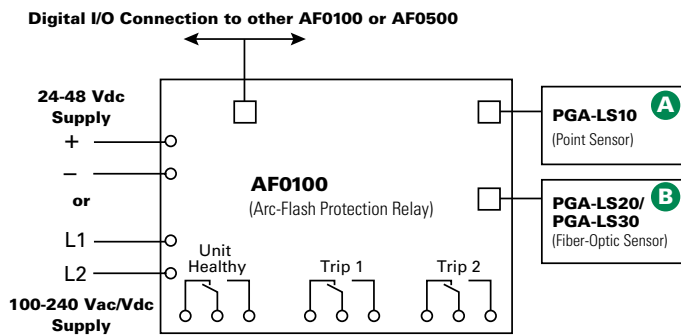 Digital I/O Connection to other AF0100 or AF0500
24-48 Vdc
Supply
+
–
or
L1
L2
100-240 Vac/Vdc
Supply
AF0100
(Arc-Flash Protection Relay)
Unit
Healthy
Trip 1
Trip 2
PGA-LS10
A
(Point Sensor)
PGA-LS20/
PGA-LS30
B
(Fiber-Optic Sensor)